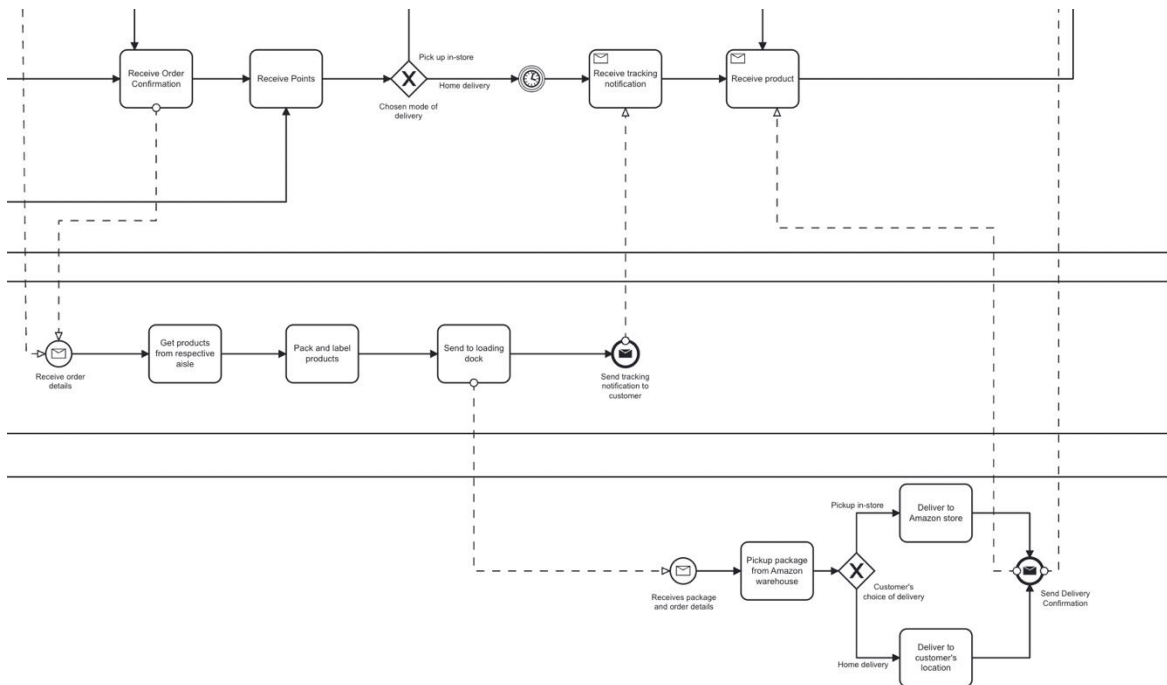 Pick up in-store
Receive Order
Confirmation
Receive Points
Home delivery
Chosen mode of
delivery
Receive tracking
notification
Receive product
Receive order
details
Get products
from respective
aisle
Pack and label
products
Send to loading
dock
Send tracking
notification to
customer
Receives package
and order details
Pickup package
from Amazon
warehouse
Pickup in-store
Customer's
choice of delivery
Home delivery
Deliver to
Amazon store
Deliver to
customer's
location
Send Delivery
Confirmation